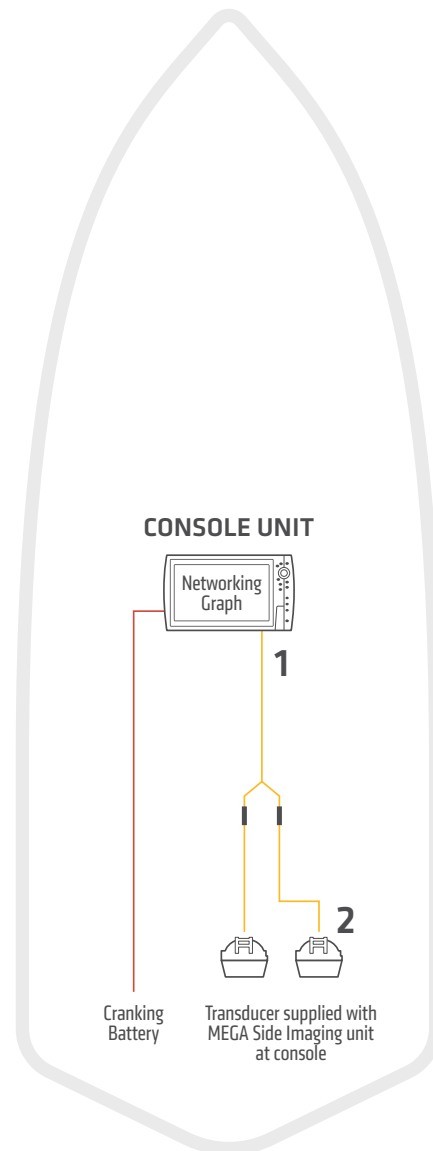 CONSOLE UNIT
Networking
Graph
1
2
Cranking
Battery
Transducer supplied with
MEGA Side Imaging unit
at console